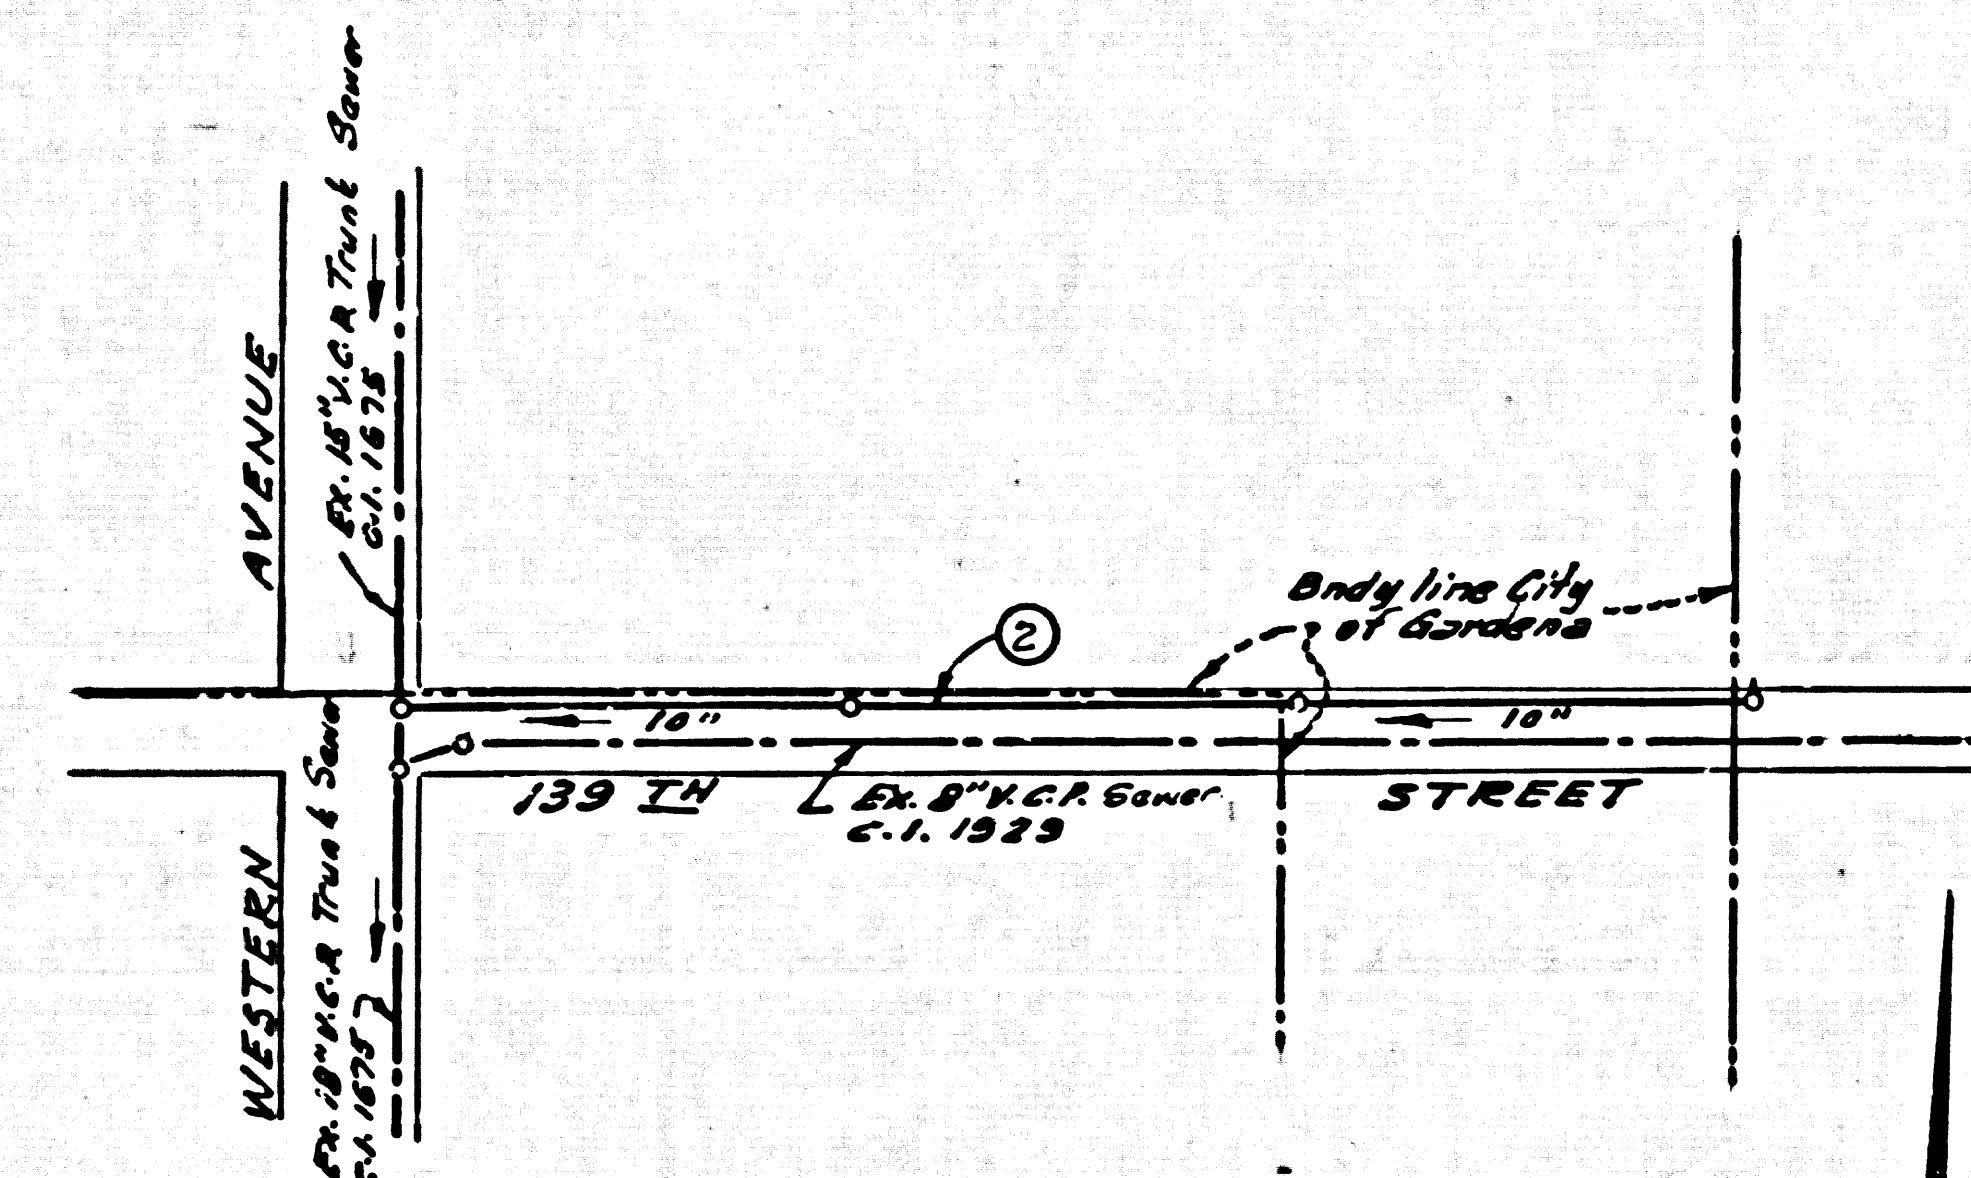 Ex. 15" V.C.P. Trunk Sewer
C.I. 1675
AVENUE
Bndy line City
of Gardena
2
10"
10"
139 TH
STREET
Ex. 8" V.C.P. Sewer
C.I. 1929
WESTERN
Ex. 18" V.C.P. Trunk Sewer
C.I. 1675